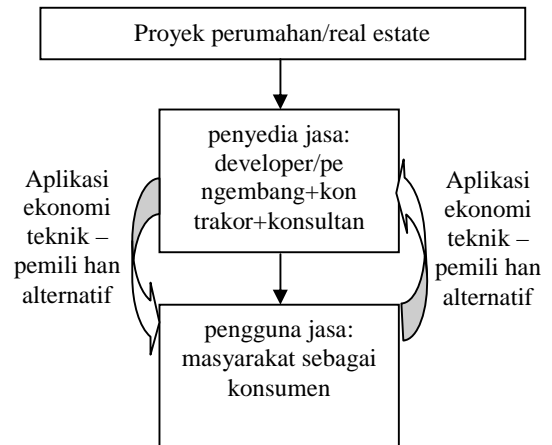 Proyek perumahan/real estate
penyedia jasa:
developer/pe
ngembang+kon
trakor+konsultan
Aplikasi
ekonomi
teknik –
pemili han
alternatif
Aplikasi
ekonomi
teknik –
pemili han
alternatif
pengguna jasa:
masyarakat sebagai
konsumen